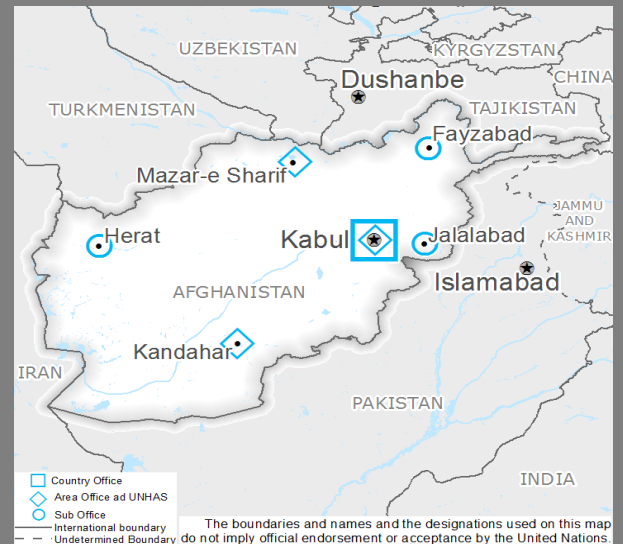 UZBEKISTAN
KYRGYZSTAN
Dushanbe
CHINA
TURKMENISTAN
TAJIKISTAN
Fayzabad
Mazar-e Sharif
JAMMU
AND
KASHMIR
Herat
Kabul
Jalalabad
Islamabad
AFGHANISTAN
Kandahar
IRAN
PAKISTAN
INDIA
Country Office
Area Office ad UNHAS
Sub Office
International boundary
Undetermined Boundary
The boundaries and names and the designations used on this map
do not imply official endorsement or acceptance by the United Nations.